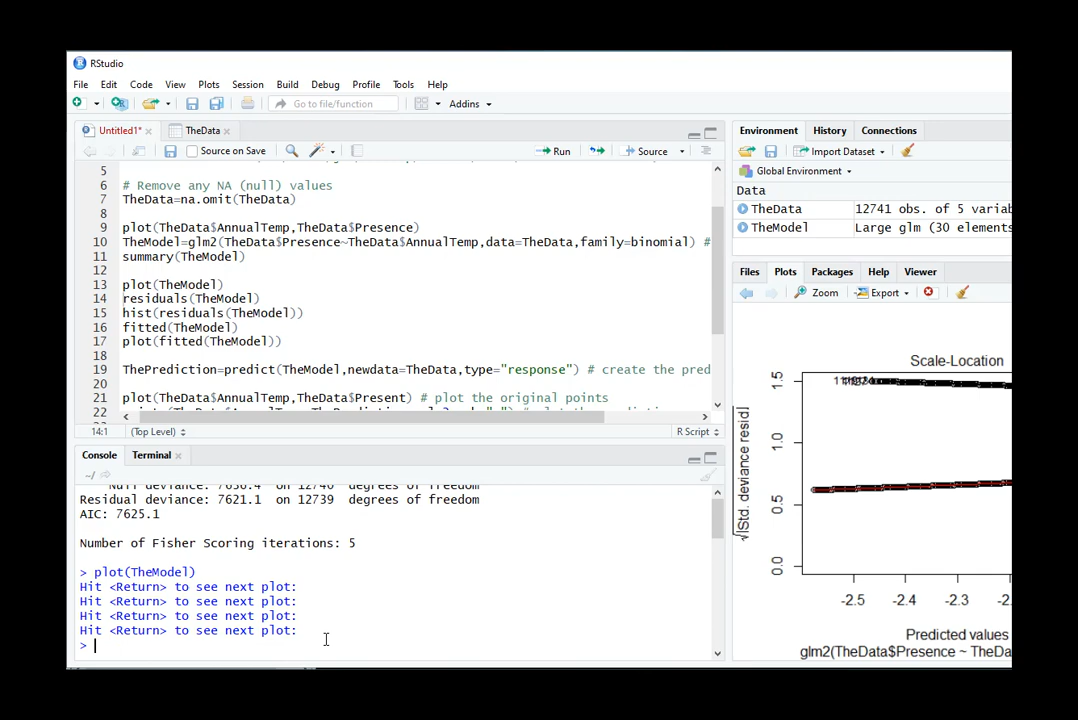 RStudio
File Edit Code View Plots Session Build Debug Profile Tools Help
Go to file/function Addins
Untitled1* TheData
Source on Save Run Source
5
6 # Remove any NA (null) values
7 TheData=na.omit(TheData)
8
9 plot(TheData$AnnualTemp,TheData$Presence)
10 TheModel=glm2(TheData$Presence~TheData$AnnualTemp,data=TheData,family=binomial) #
11 summary(TheModel)
12
13 plot(TheModel)
14 residuals(TheModel)
15 hist(residuals(TheModel))
16 fitted(TheModel)
17 plot(fitted(TheModel))
18
19 ThePrediction=predict(TheModel,newdata=TheData,type="response") # create the pred
20
21 plot(TheData$AnnualTemp,TheData$Present) # plot the original points
22
14:1 (Top Level) R Script
Console Terminal
~/
Residual deviance: 7621.1 on 12739 degrees of freedom
AIC: 7625.1
Number of Fisher Scoring iterations: 5
> plot(TheModel)
Hit <Return> to see next plot:
Hit <Return> to see next plot:
Hit <Return> to see next plot:
Hit <Return> to see next plot:
>
Environment History Connections
Import Dataset
Global Environment
Data
TheData 12741 obs. of 5 variab
TheModel Large glm (30 elements
Files Plots Packages Help Viewer
Zoom Export
Scale-Location
1.5
1.0
0.5
0.0
√|Std. deviance resid|
-2.5 -2.4 -2.3 -2.
Predicted values
glm2(TheData$Presence ~ TheDa